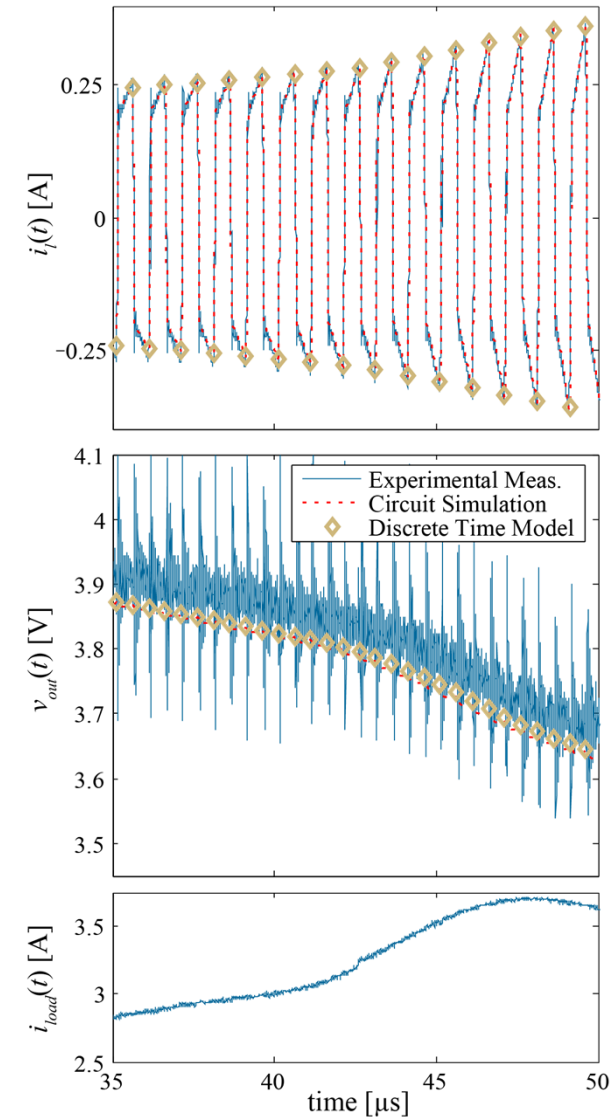 0.25
0
−0.25
i_l(t) [A]
4.1
4
3.9
3.8
3.7
3.6
3.5
v_out(t) [V]
Experimental Meas.
Circuit Simulation
Discrete Time Model
3.5
3
2.5
i_load(t) [A]
35 40 45 50
time [µs]